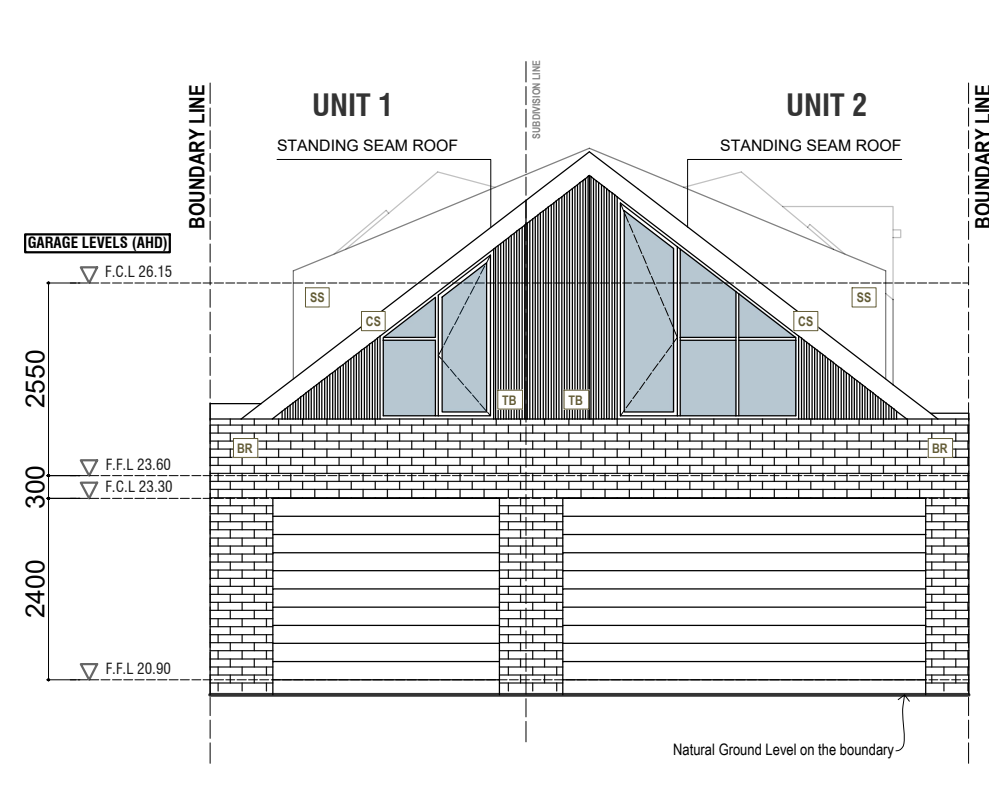 BOUNDARY LINE
UNIT 1
SUBDIVISION LINE
UNIT 2
BOUNDARY LINE
STANDING SEAM ROOF
STANDING SEAM ROOF
GARAGE LEVELS (AHD)
F.C.L 26.15
SS
SS
CS
CS
2550
TB
TB
BR
BR
F.F.L 23.60
300
F.C.L 23.30
2400
F.F.L 20.90
Natural Ground Level on the boundary